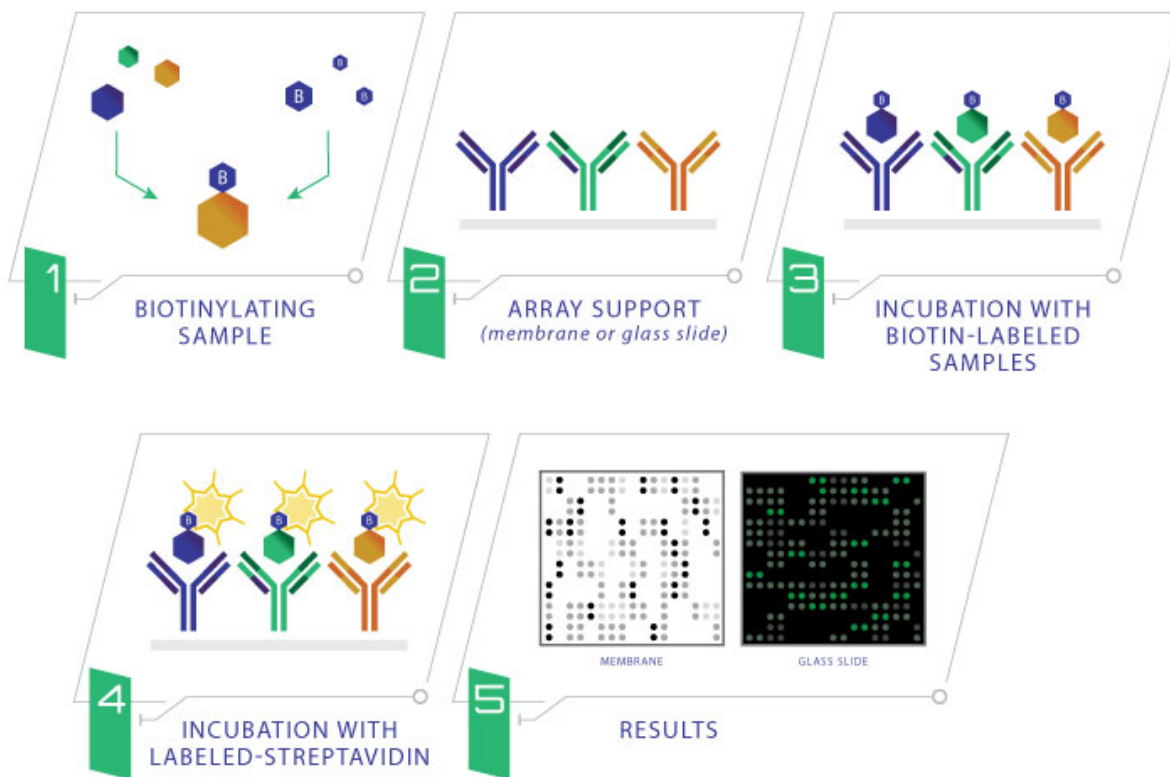 B
B
B
B
1
BIOTINYLATING
SAMPLE
2
ARRAY SUPPORT
(membrane or glass slide)
B
B
B
3
INCUBATION WITH
BIOTIN-LABELED
SAMPLES
B
B
B
4
INCUBATION WITH
LABELED-STREPTAVIDIN
MEMBRANE
GLASS SLIDE
5
RESULTS